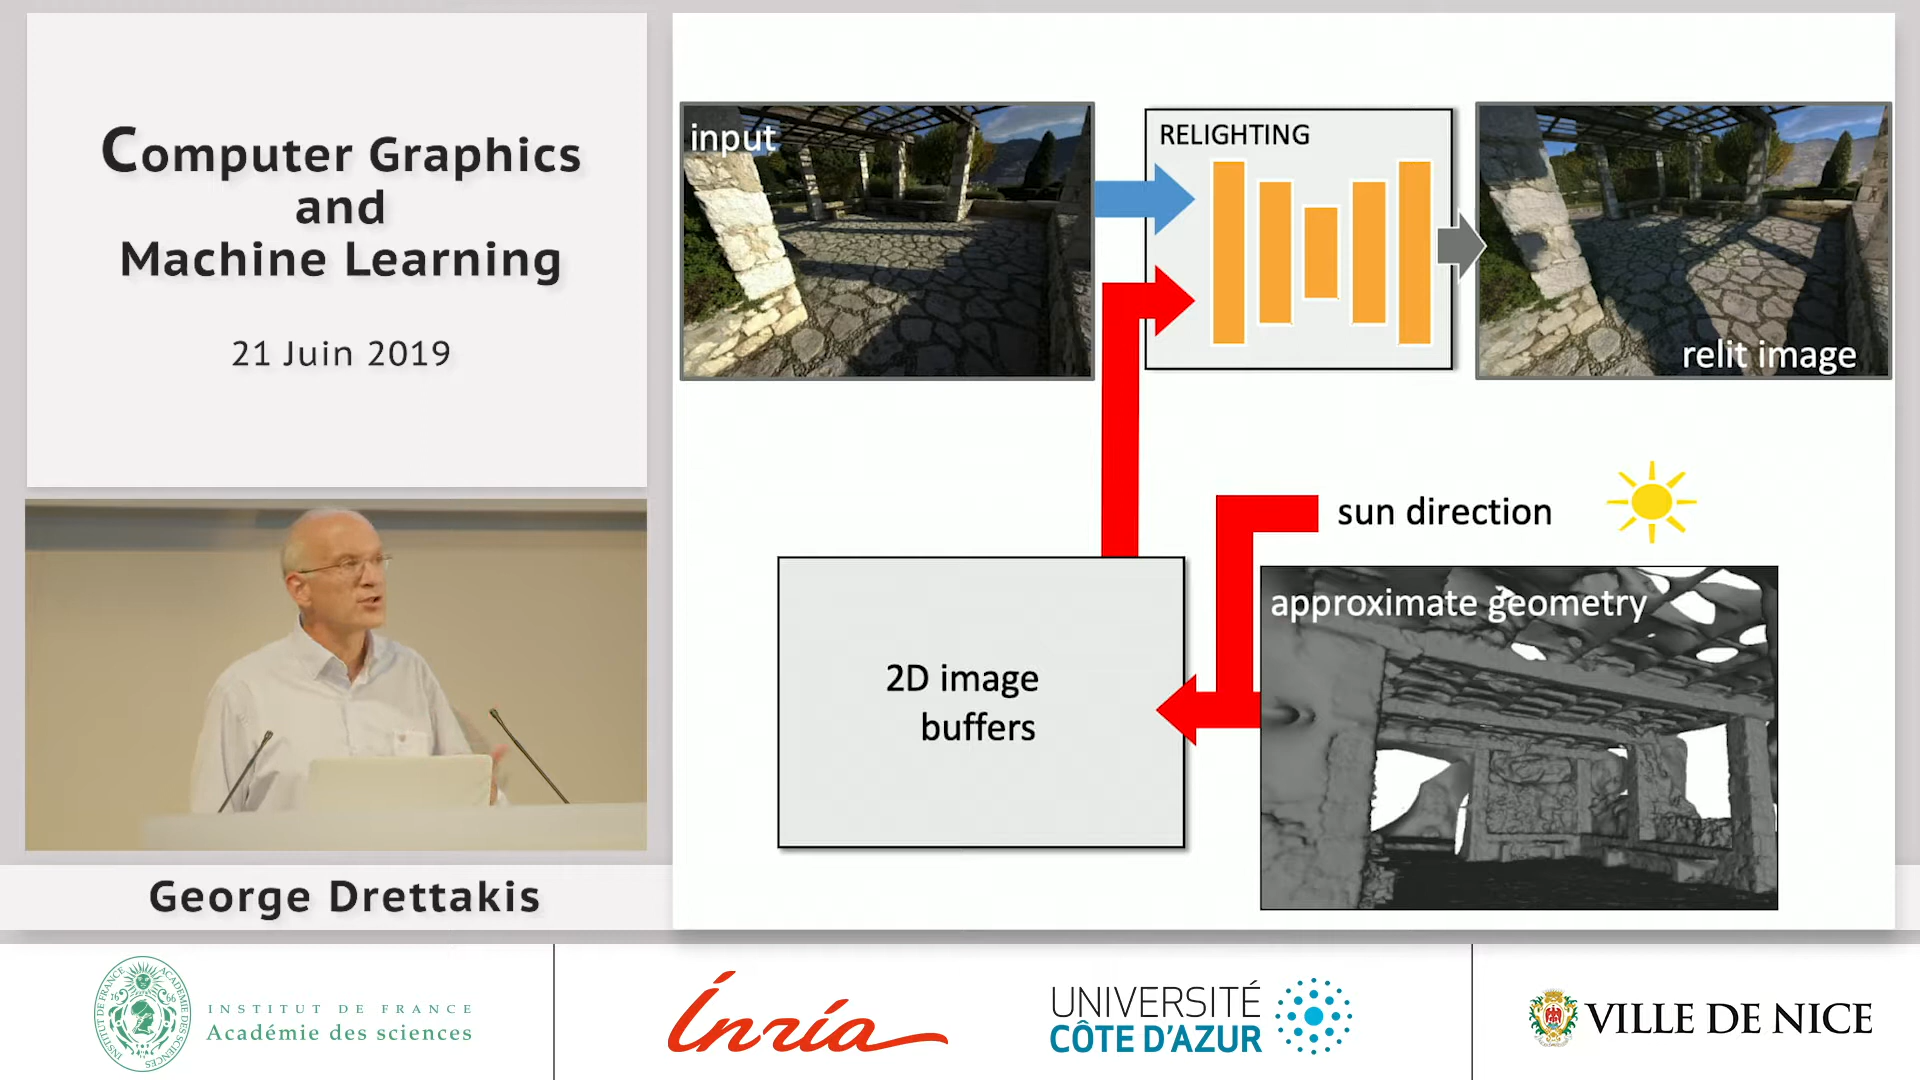 Computer Graphics
and
Machine Learning
21 Juin 2019
input
RELIGHTING
relit image
sun direction
2D image
buffers
approximate geometry
George Drettakis
INSTITUT DE FRANCE
Académie des sciences
Inria
UNIVERSITÉ
CÔTE D'AZUR
VILLE DE NICE